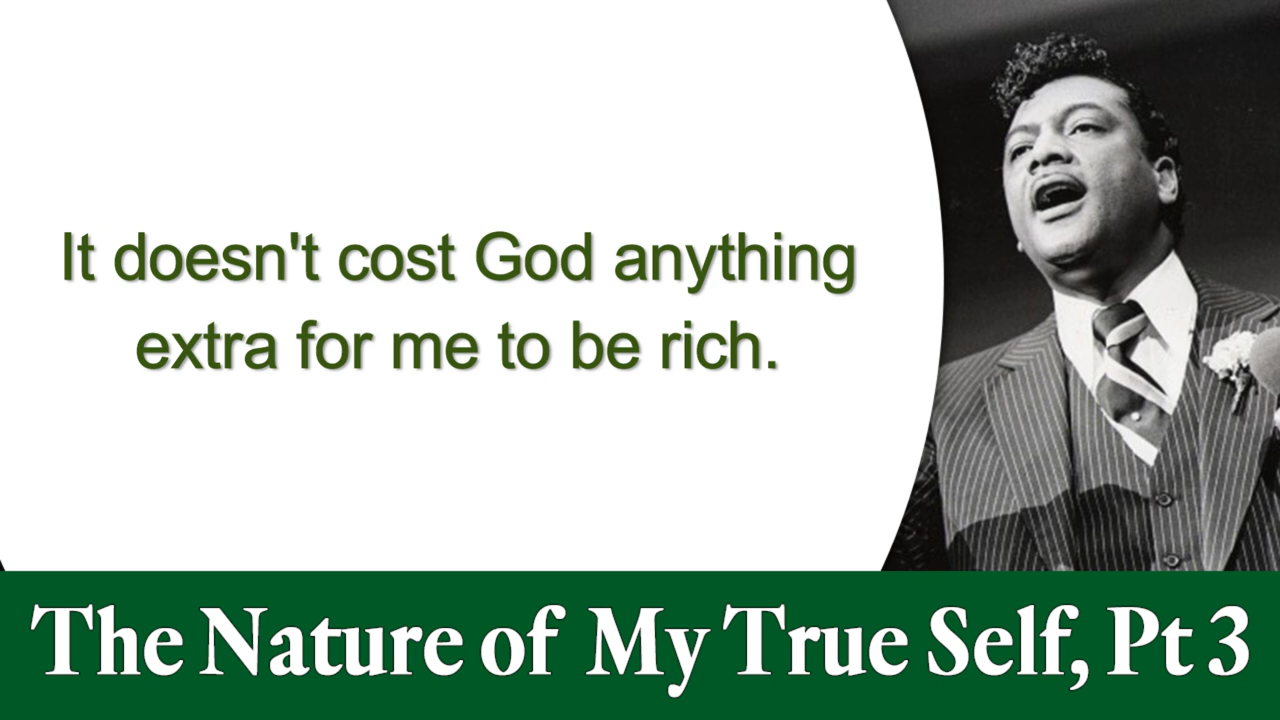 It doesn't cost God anything
extra for me to be rich.
The Nature of My True Self, Pt 3